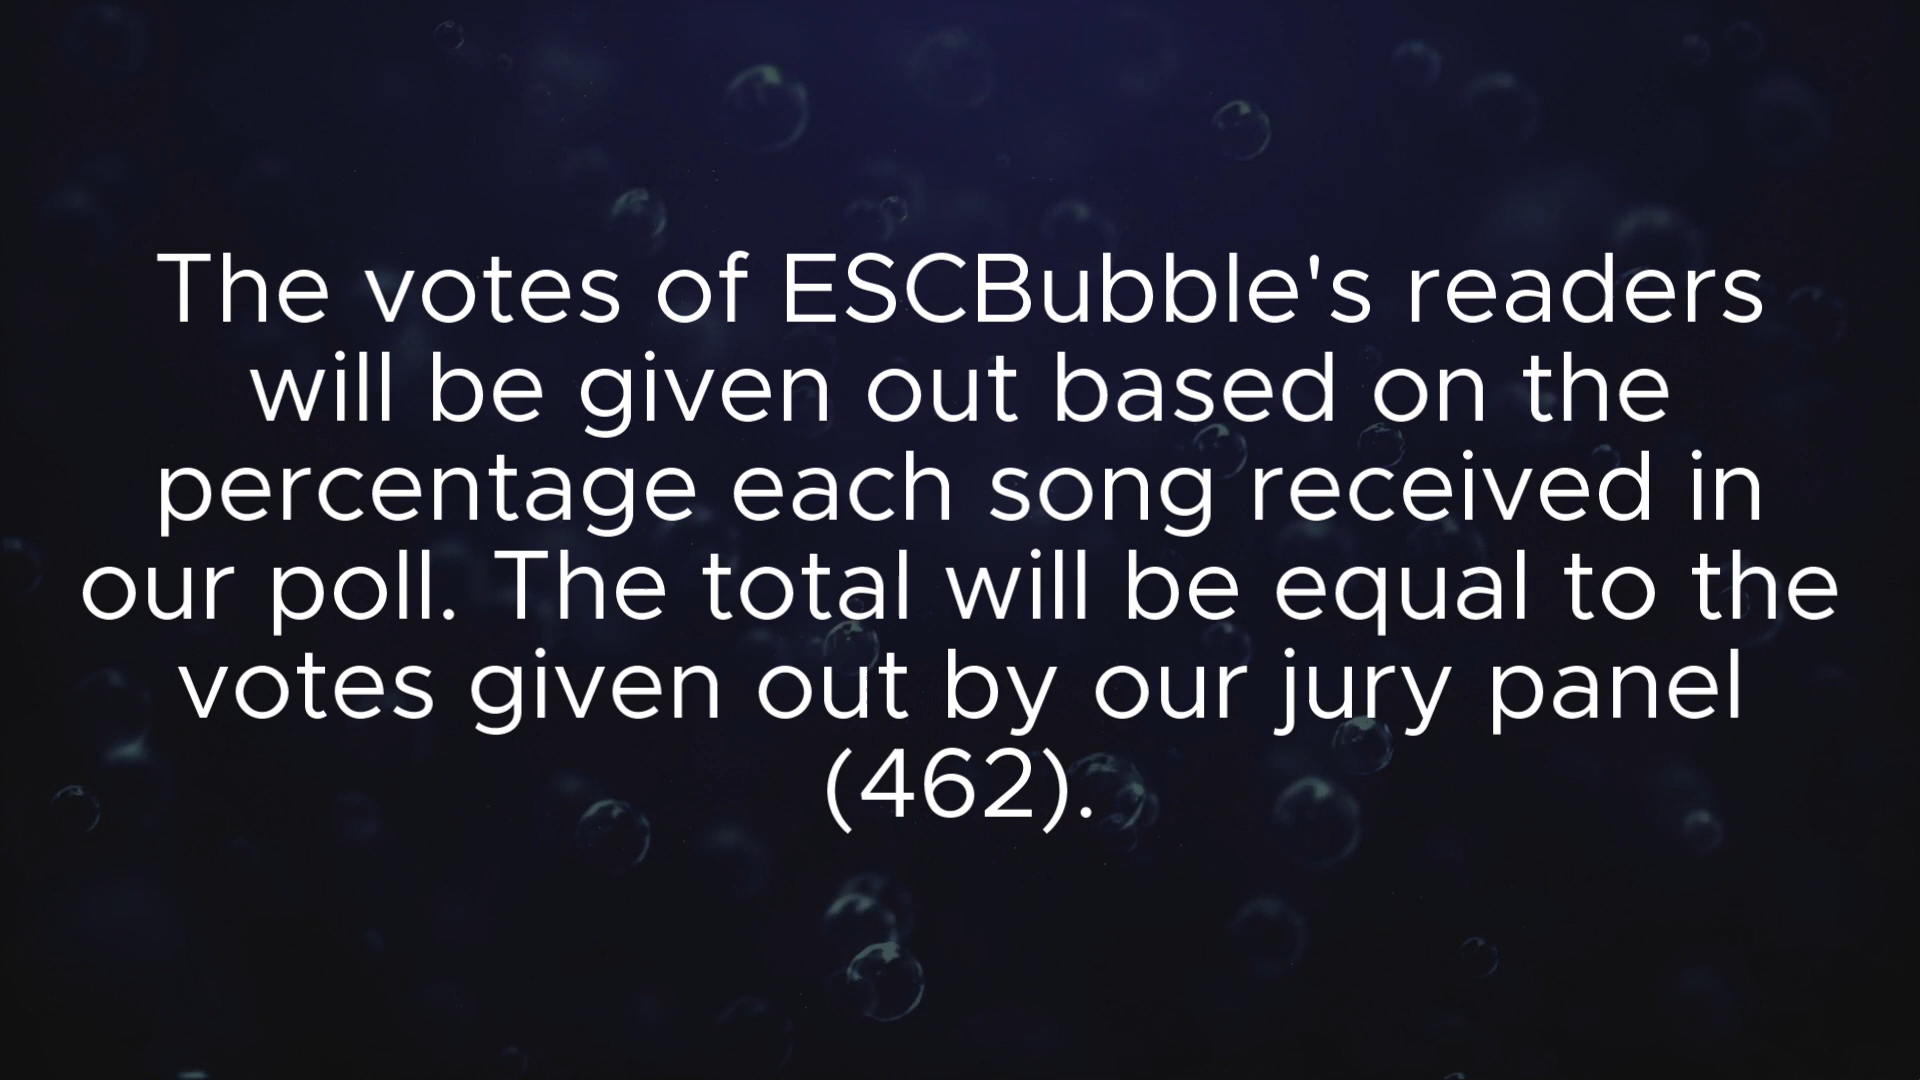 The votes of ESCBubble's readers
will be given out based on the
percentage each song received in
our poll. The total will be equal to the
votes given out by our jury panel
(462).